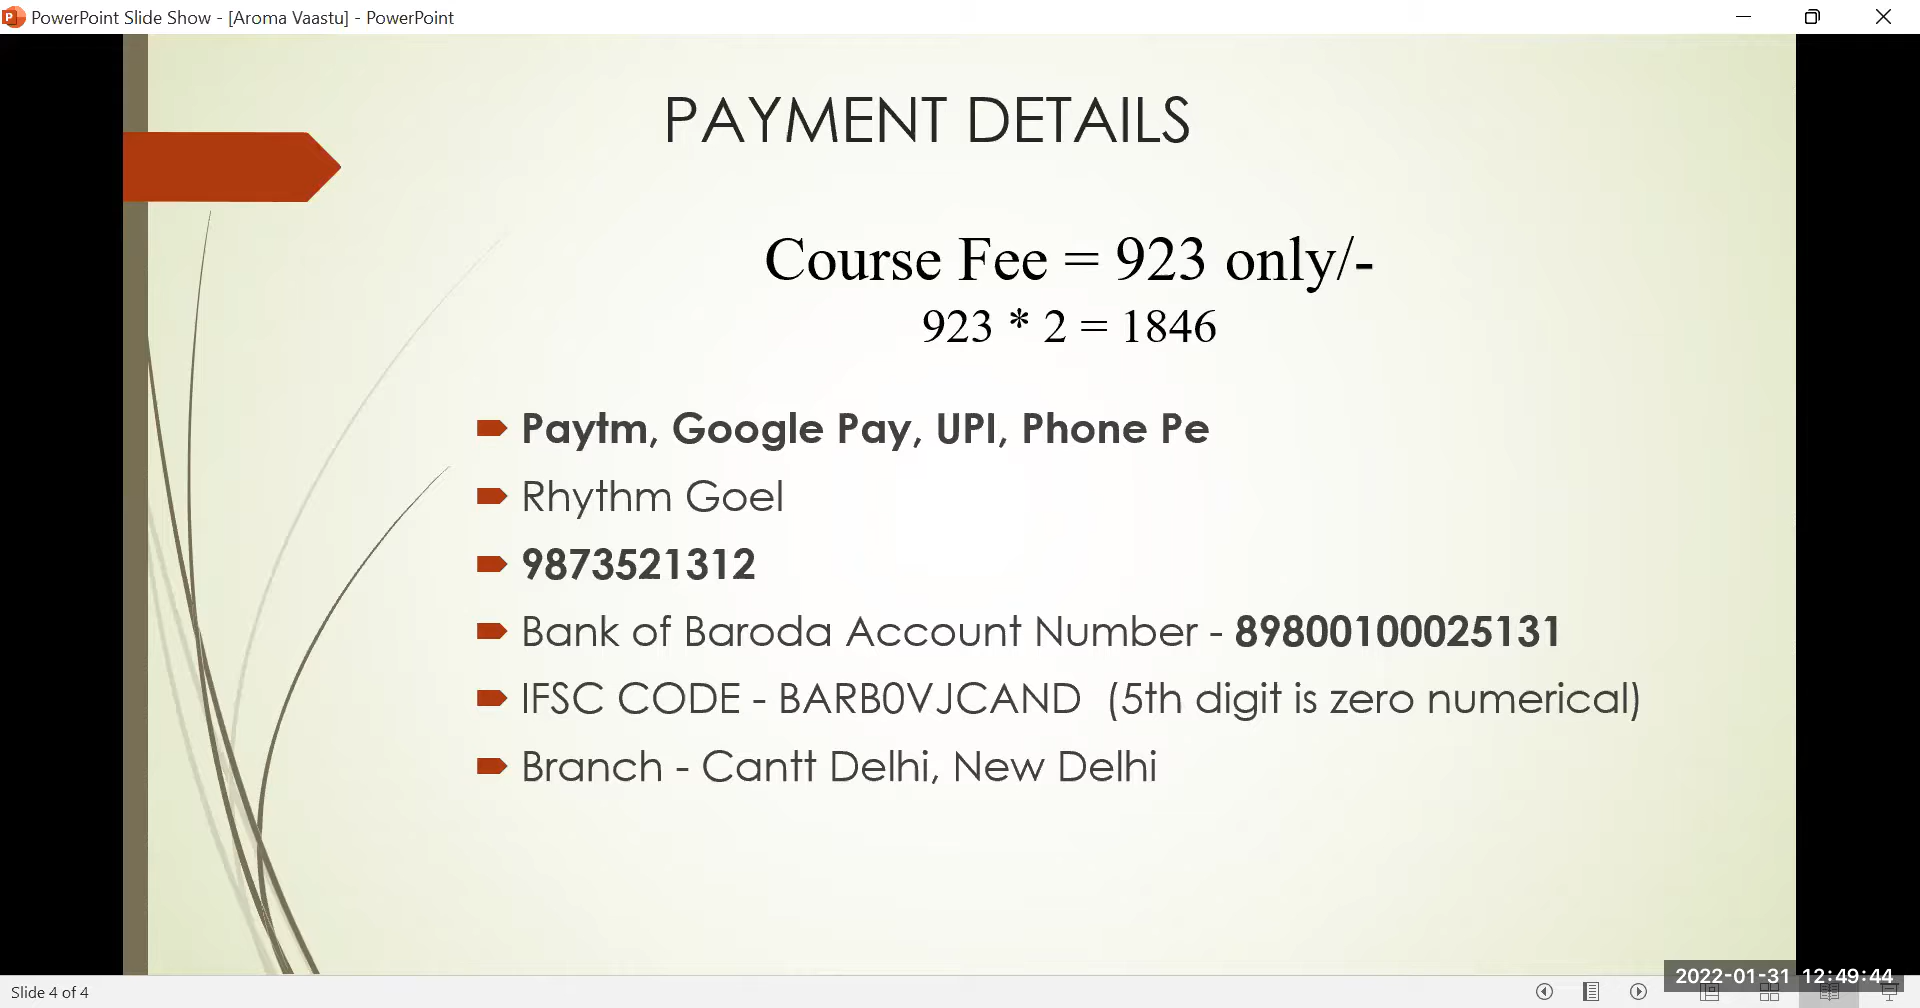 PowerPoint Slide Show - [Aroma Vaastu] - PowerPoint
PAYMENT DETAILS
Course Fee = 923 only/-
923 * 2 = 1846
Paytm, Google Pay, UPI, Phone Pe
Rhythm Goel
9873521312
Bank of Baroda Account Number - 89800100025131
IFSC CODE - BARB0VJCAND (5th digit is zero numerical)
Branch - Cantt Delhi, New Delhi
2022-01-31 12:49:44
Slide 4 of 4